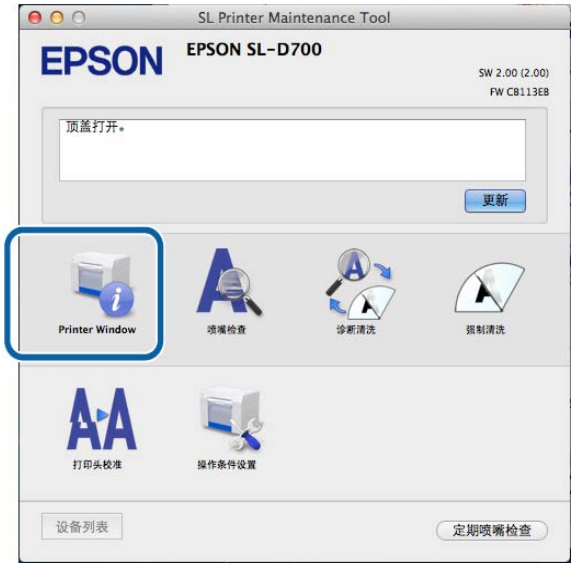 SL Printer Maintenance Tool
EPSON
EPSON SL-D700
SW 2.00 (2.00)
FW CB113EB
顶盖打开。
更新
Printer Window
喷嘴检查
诊断清洗
强制清洗
打印头校准
操作条件设置
设备列表
定期喷嘴检查